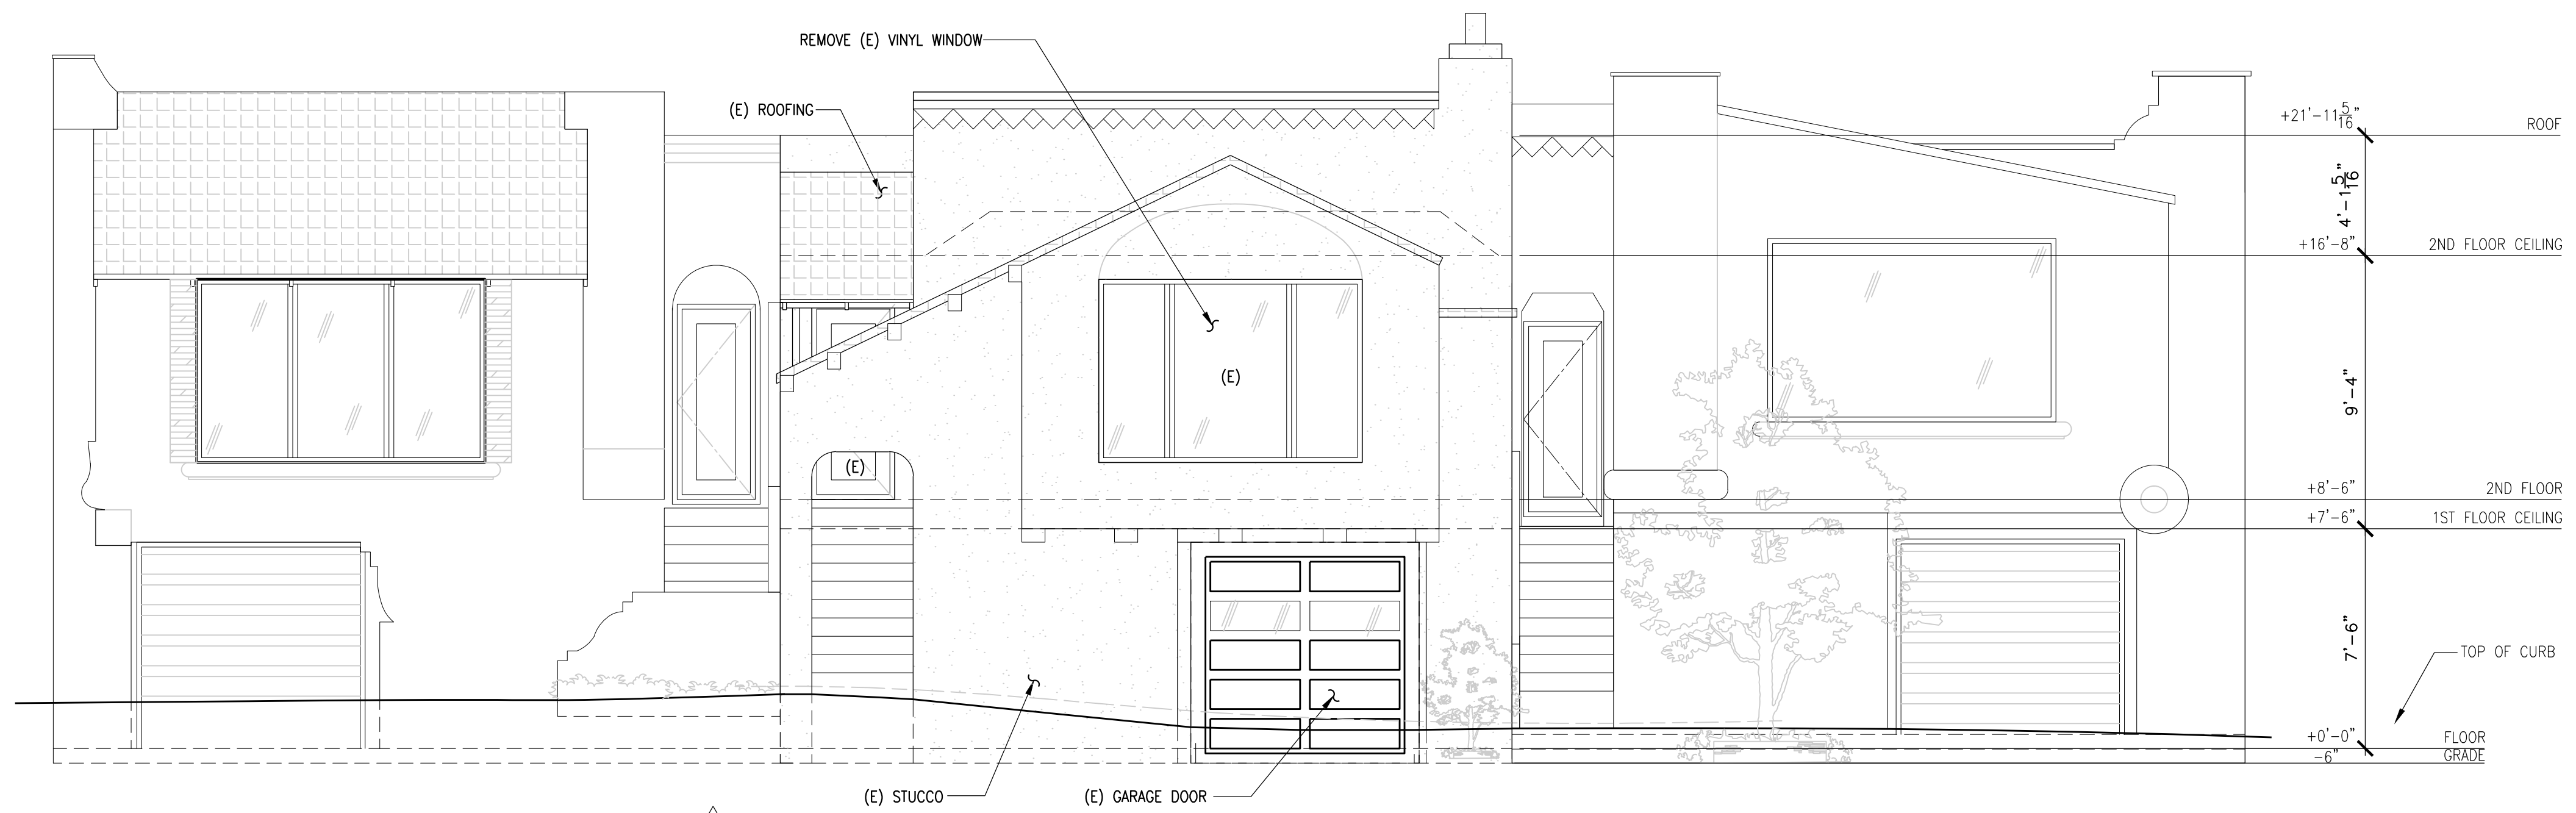 REMOVE (E) VINYL WINDOW
(E) ROOFING
+21'-11 5/16"
ROOF
4'-1 5/16"
+16'-8"
2ND FLOOR CEILING
(E)
9'-4"
(E)
+8'-6"
2ND FLOOR
+7'-6"
1ST FLOOR CEILING
7'-6"
TOP OF CURB
+0'-0"
FLOOR
-6"
GRADE
(E) STUCCO
(E) GARAGE DOOR